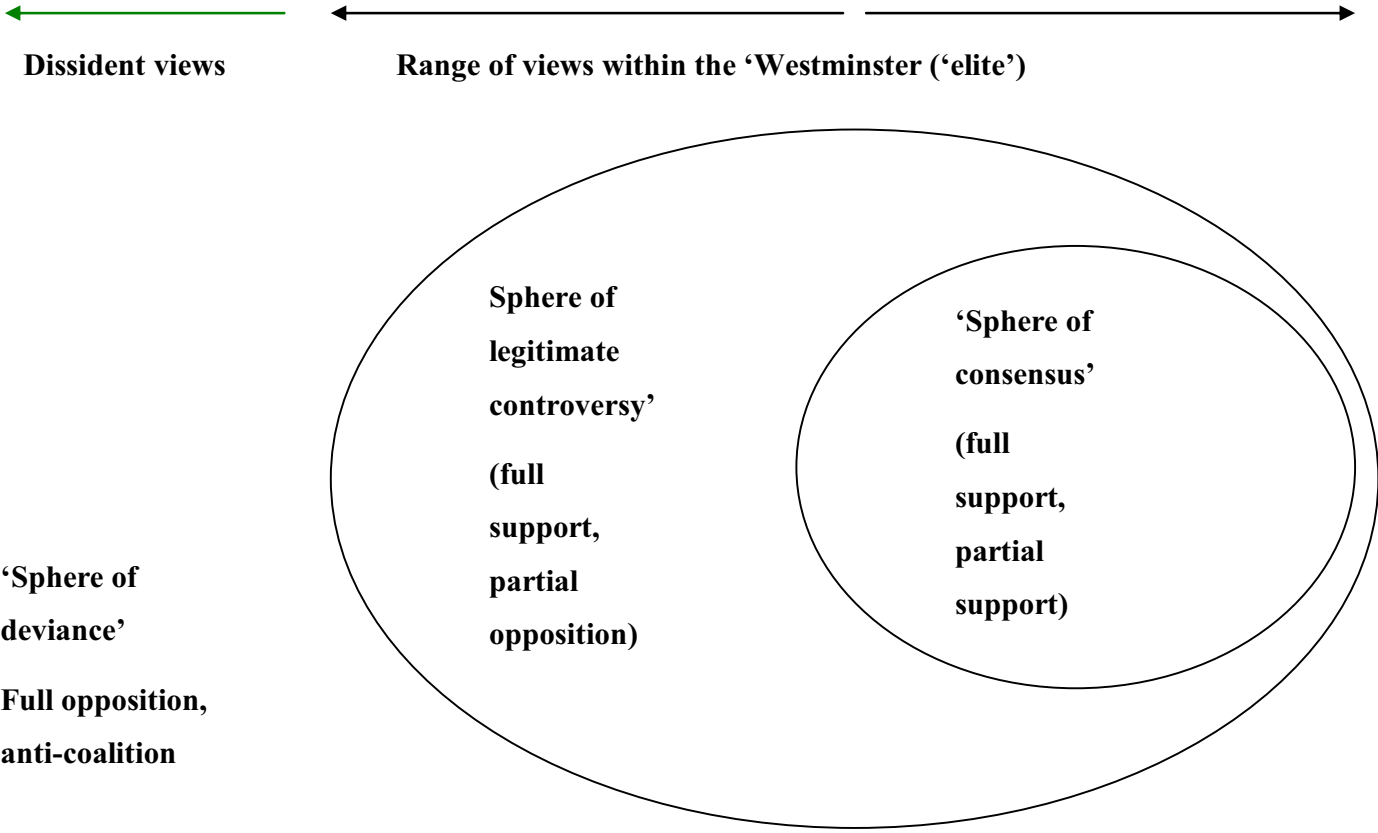 Dissident views
Range of views within the ‘Westminster (‘elite’)
Sphere of
legitimate
controversy’
(full
support,
partial
opposition)
‘Sphere of
consensus’
(full
support,
partial
support)
‘Sphere of
deviance’
Full opposition,
anti-coalition